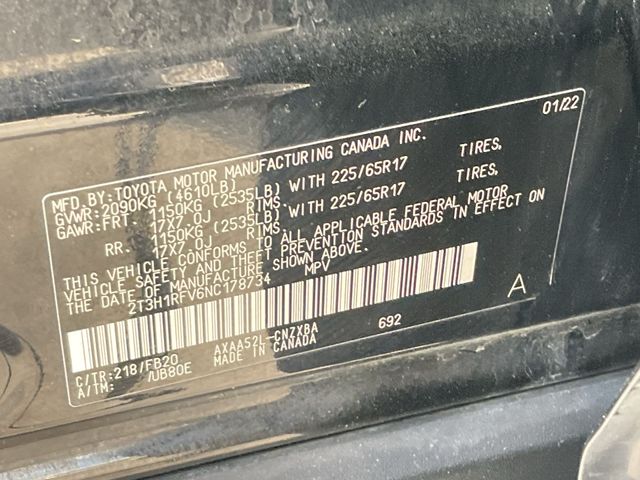 01/22
MFD.BY:TOYOTA MOTOR MANUFACTURING CANADA INC.
GVWR:2090KG (4610LB)
GAWR:FRT. 1150KG (2535LB) WITH 225/65R17 TIRES,
17X7.0J RIMS,
RR. 1150KG (2535LB) WITH 225/65R17 TIRES,
17X7.0J RIMS,
THIS VEHICLE CONFORMS TO ALL APPLICABLE FEDERAL MOTOR
VEHICLE SAFETY AND THEFT PREVENTION STANDARDS IN EFFECT ON
THE DATE OF MANUFACTURE SHOWN ABOVE.
2T3H1RFV6NC178734 MPV
A
C/TR:218/FB20 AXAA52L-CNZXBA 692
A/TM: /UB80E MADE IN CANADA